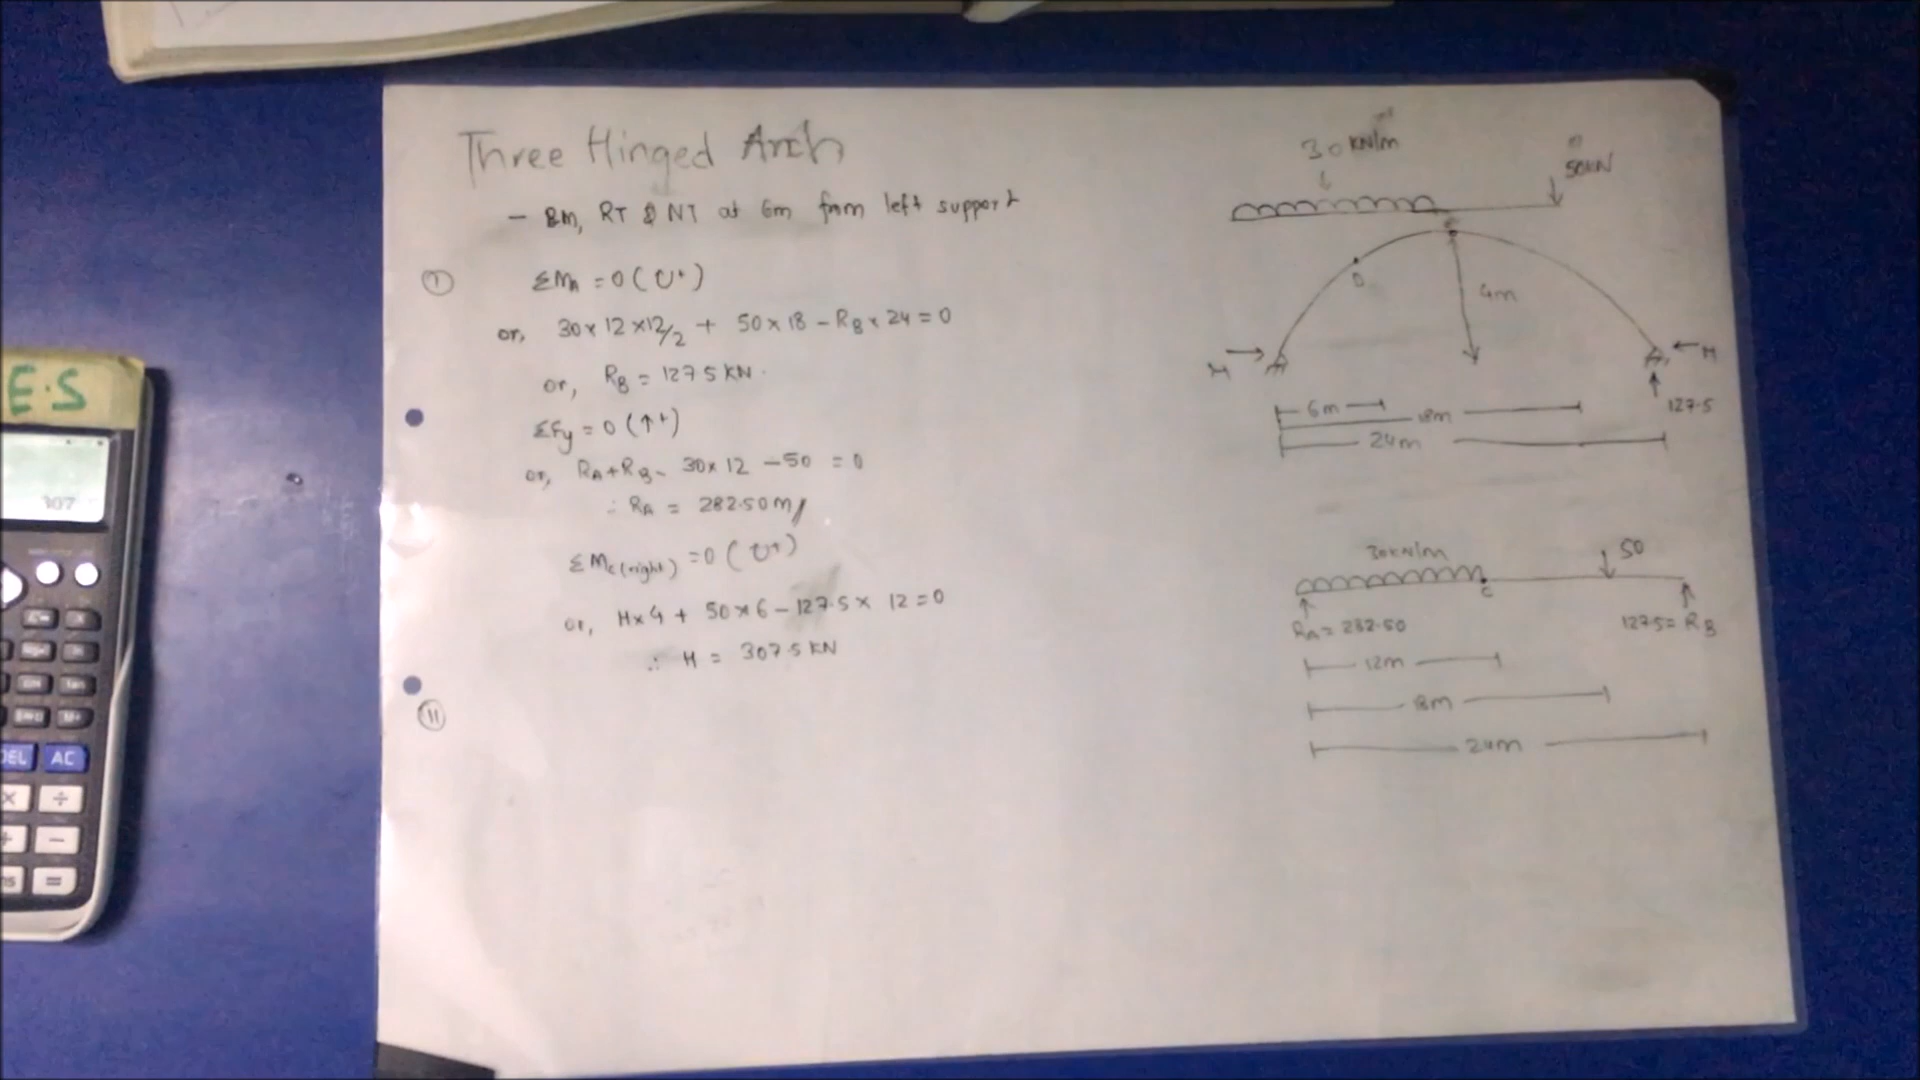 Three Hinged Arch
- BM, RT & NT at 6m from left support
I
ΣMA = 0 (↻+)
or, 30 x 12 x 12/2 + 50 x 18 - RB x 24 = 0
or, RB = 127.5 KN.
ΣFy = 0 (↑+)
or, RA + RB - 30 x 12 - 50 = 0
∴ RA = 282.50 m//
ΣMc(right) = 0 (↻+)
or, H x 4 + 50 x 6 - 127.5 x 12 = 0
∴ H = 307.5 KN
II
30 KN/m
50KN
C
D
4m
H
H
127.5
6m
18m
24m
30KN/m
50
C
RA = 282.50
127.5 = RB
12m
18m
24m
E.S
307
DEL AC
x ÷
+ -
=